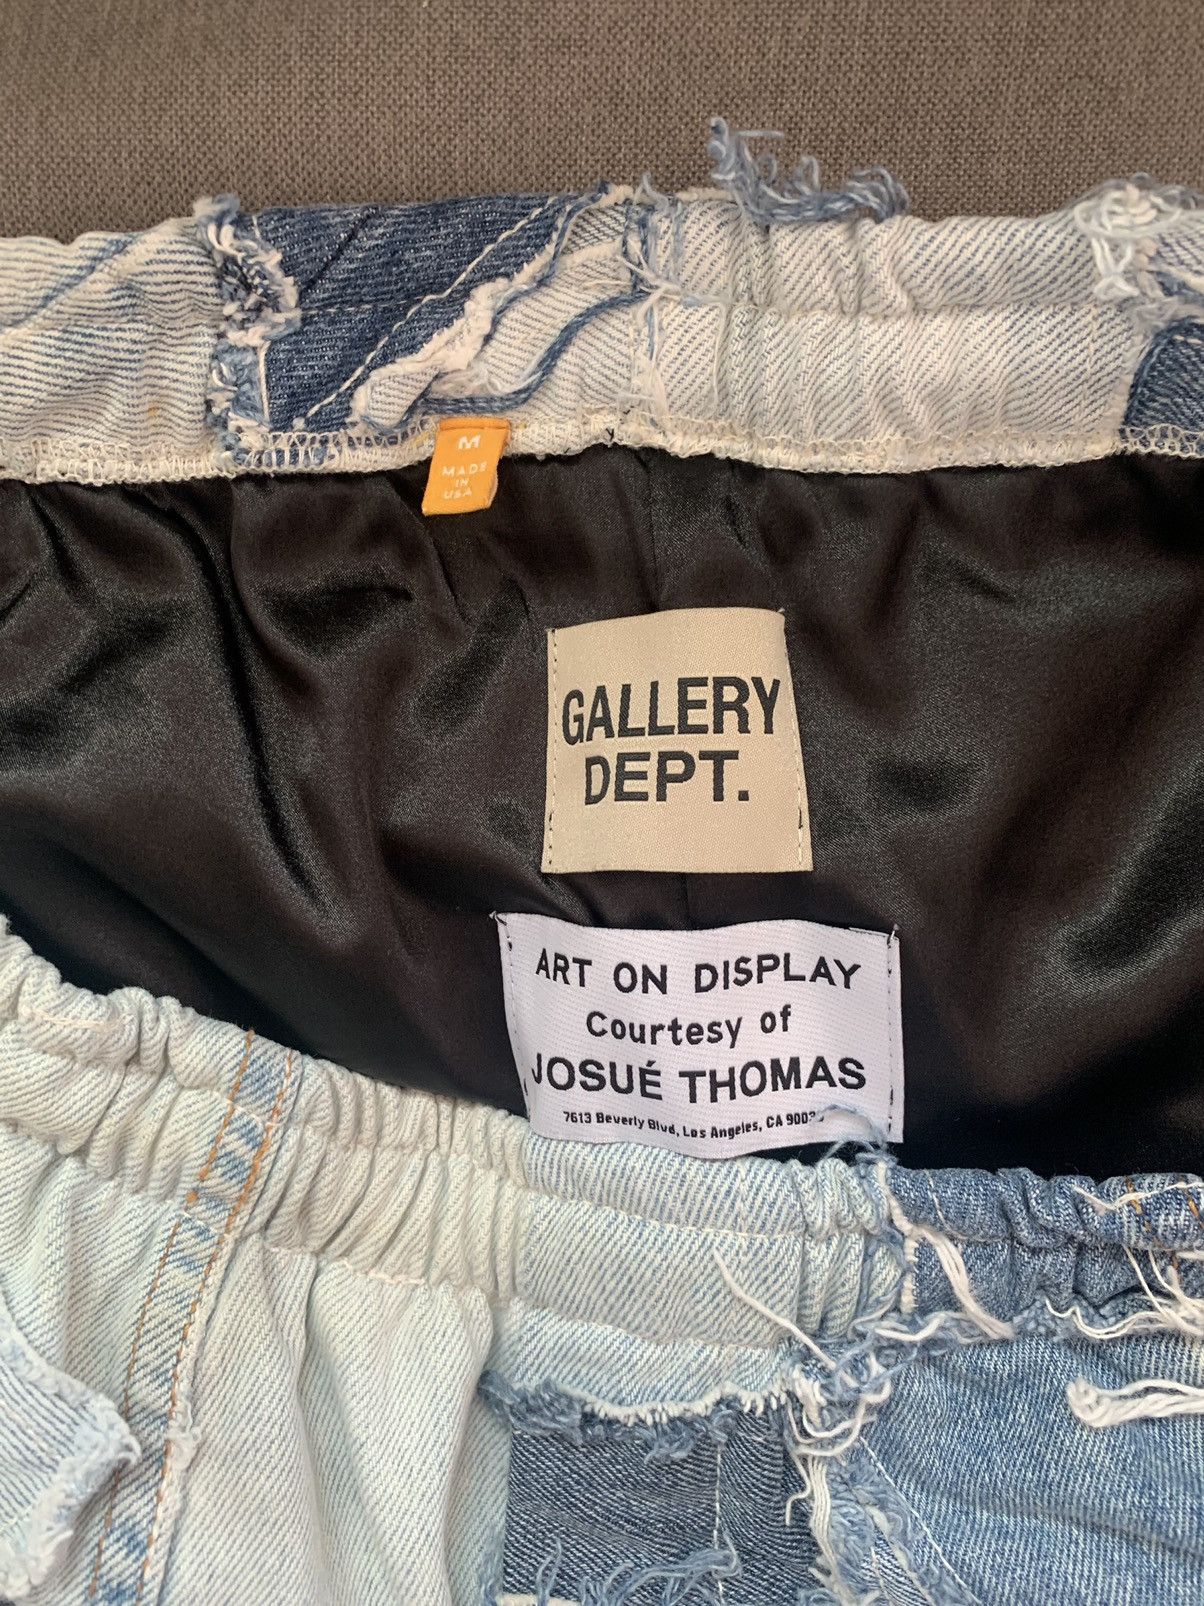 M
MADE
IN
USA
GALLERY
DEPT.
ART ON DISPLAY
Courtesy of
JOSUÉ THOMAS
7613 Beverly Blvd, Los Angeles, CA